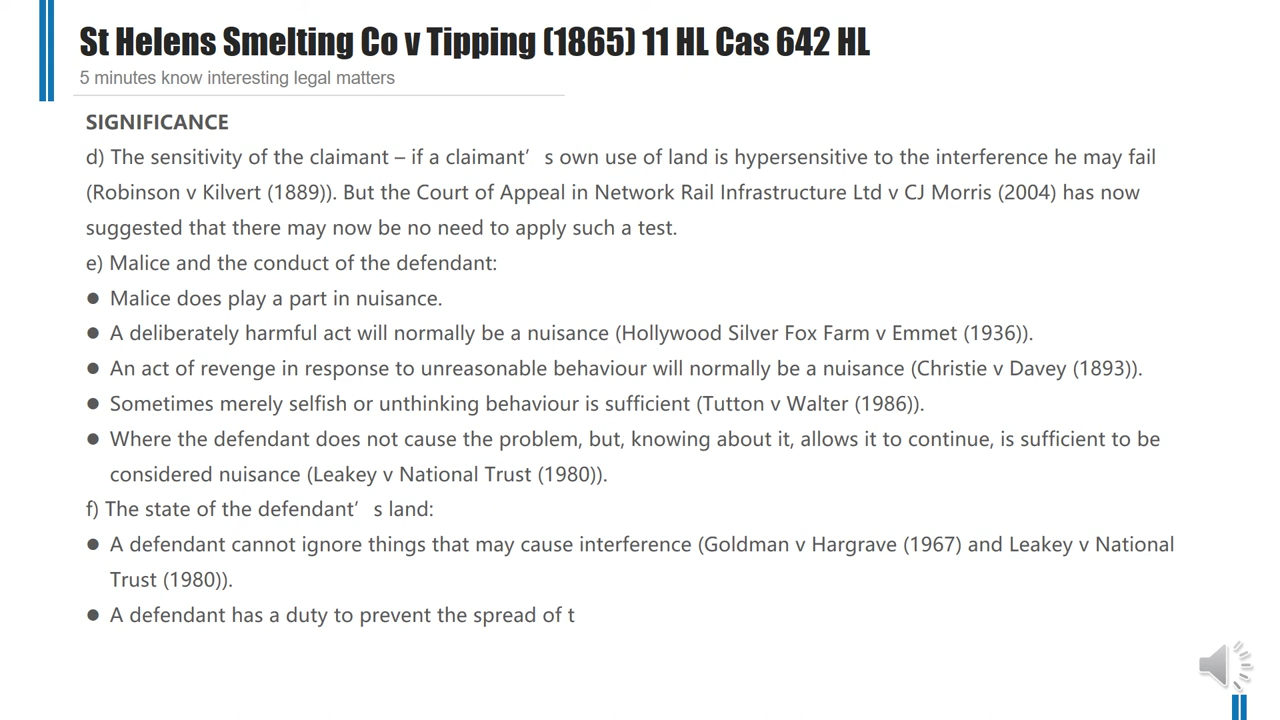 St Helens Smelting Co v Tipping (1865) 11 HL Cas 642 HL
5 minutes know interesting legal matters
SIGNIFICANCE
d) The sensitivity of the claimant – if a claimant’ s own use of land is hypersensitive to the interference he may fail
(Robinson v Kilvert (1889)). But the Court of Appeal in Network Rail Infrastructure Ltd v CJ Morris (2004) has now
suggested that there may now be no need to apply such a test.
e) Malice and the conduct of the defendant:
● Malice does play a part in nuisance.
● A deliberately harmful act will normally be a nuisance (Hollywood Silver Fox Farm v Emmet (1936)).
● An act of revenge in response to unreasonable behaviour will normally be a nuisance (Christie v Davey (1893)).
● Sometimes merely selfish or unthinking behaviour is sufficient (Tutton v Walter (1986)).
● Where the defendant does not cause the problem, but, knowing about it, allows it to continue, is sufficient to be
considered nuisance (Leakey v National Trust (1980)).
f) The state of the defendant’ s land:
● A defendant cannot ignore things that may cause interference (Goldman v Hargrave (1967) and Leakey v National
Trust (1980)).
● A defendant has a duty to prevent the spread of t